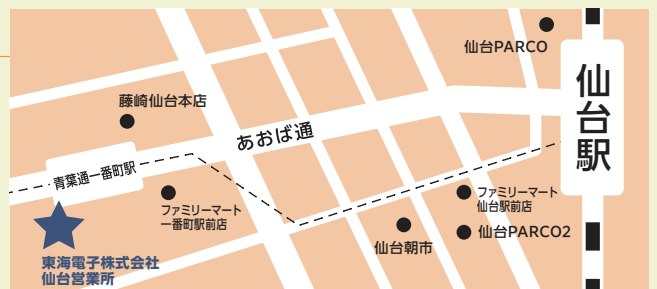 仙台PARCO
仙台駅
藤崎仙台本店
あおば通
青葉通一番町駅
ファミリーマート
一番町駅前店
ファミリーマート
仙台駅前店
仙台PARCO2
仙台朝市
東海電子株式会社
仙台営業所